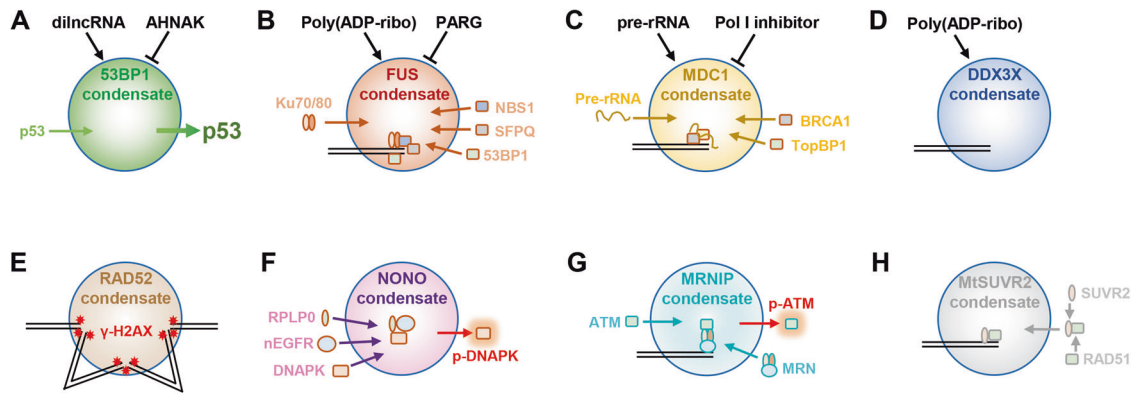 A
dilncRNA
AHNAK
53BP1
condensate
p53
p53
B
Poly(ADP-ribo)
PARG
FUS
condensate
Ku70/80
NBS1
SFPQ
53BP1
C
pre-rRNA
Pol I inhibitor
MDC1
condensate
Pre-rRNA
BRCA1
TopBP1
D
Poly(ADP-ribo)
DDX3X
condensate
E
RAD52
condensate
γ-H2AX
F
NONO
condensate
RPLP0
nEGFR
DNAPK
p-DNAPK
G
MRNIP
condensate
p-ATM
ATM
MRN
H
MtSUVR2
condensate
SUVR2
RAD51